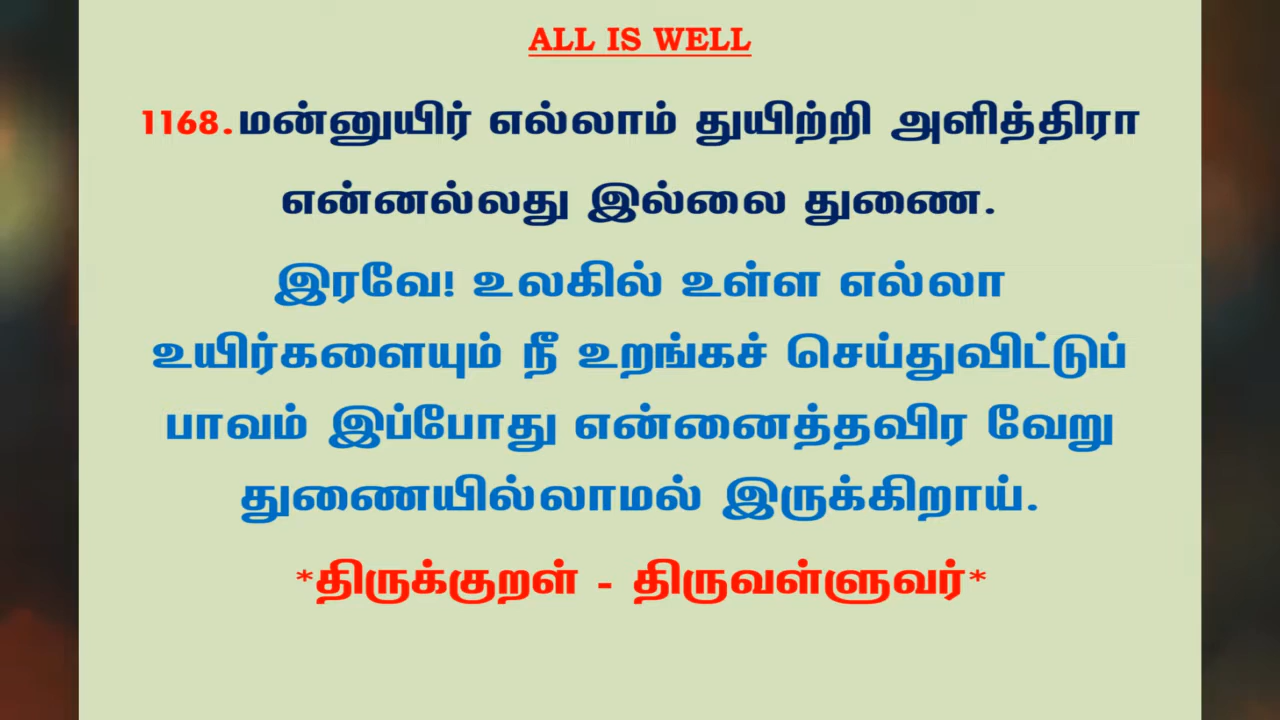 ALL IS WELL
1168.மன்னுயிர் எல்லாம் துயிற்றி அளித்திரா
என்னல்லது இல்லை துணை.
இரவே! உலகில் உள்ள எல்லா
உயிர்களையும் நீ உறங்கச் செய்துவிட்டுப்
பாவம் இப்போது என்னைத்தவிர வேறு
துணையில்லாமல் இருக்கிறாய்.
*திருக்குறள் - திருவள்ளுவர்*